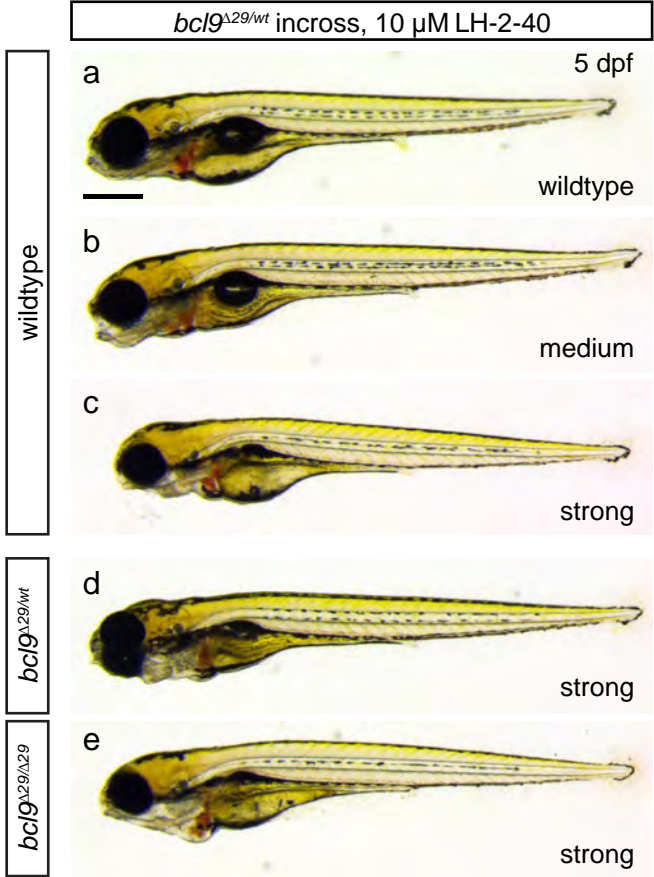 bcl9Δ29/wt incross, 10 µM LH-2-40
a
5 dpf
wildtype
wildtype
b
medium
c
strong
bcl9Δ29/wt
d
strong
bcl9Δ29/Δ29
e
strong